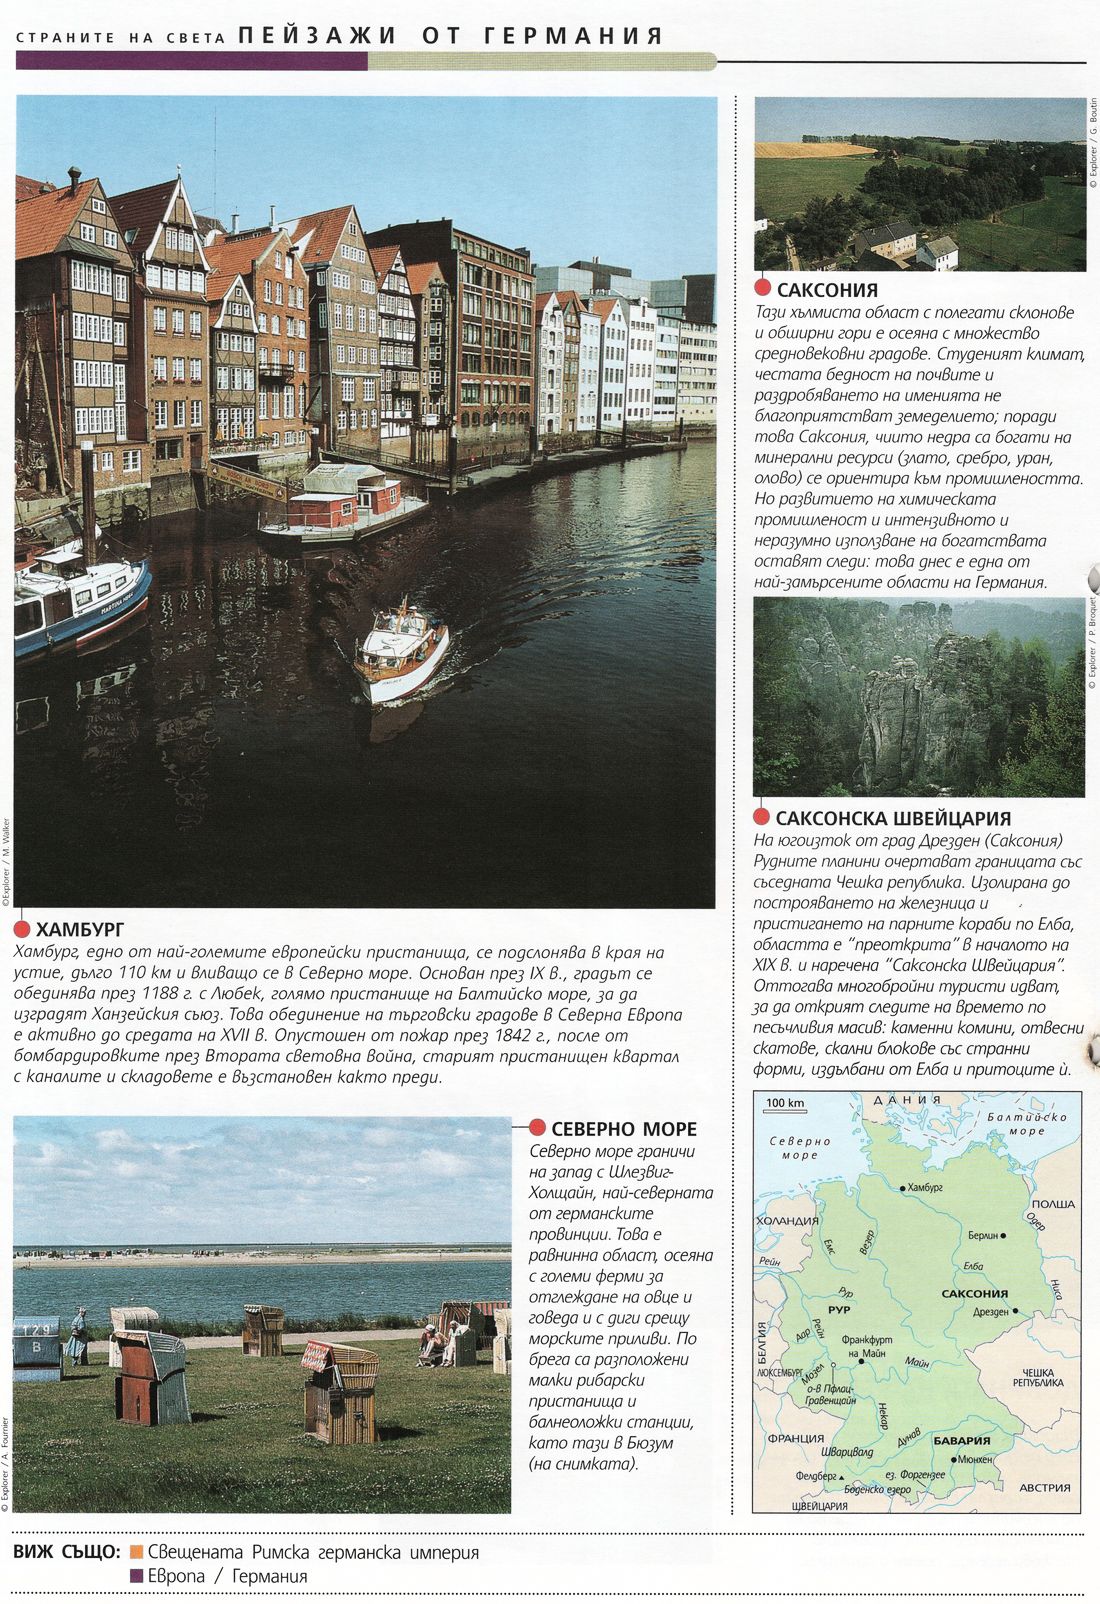 СТРАНИТЕ НА СВЕТА ПЕЙЗАЖИ ОТ ГЕРМАНИЯ
© Explorer / M. Walker
MARTINA
ХАМБУРГ
Хамбург, едно от най-големите европейски пристанища, се подслонява в края на
устие, дълго 110 км и вливащо се в Северно море. Основан през IX в., градът се
обединява през 1188 г. с Любек, голямо пристанище на Балтийско море, за да
изградят Ханзейския съюз. Това обединение на търговски градове в Северна Европа
е активно до средата на XVII в. Опустошен от пожар през 1842 г., после от
бомбардировките през Втората световна война, старият пристанищен квартал
с каналите и складовете е възстановен както преди.
129
B
© Explorer / A. Fournier
СЕВЕРНО МОРЕ
Северно море граничи
на запад с Шлезвиг-
Холщайн, най-северната
от германските
провинции. Това е
равнинна област, осеяна
с големи ферми за
отглеждане на овце и
говеда и с диги срещу
морските приливи. По
брега са разположени
малки рибарски
пристанища и
балнеоложки станции,
като тази в Бюзум
(на снимката).
© Explorer / G. Boutin
САКСОНИЯ
Тази хълмиста област с полегати склонове
и обширни гори е осеяна с множество
средновековни градове. Студеният климат,
честата бедност на почвите и
раздробяването на именията не
благоприятстват земеделието; поради
това Саксония, чиито недра са богати на
минерални ресурси (злато, сребро, уран,
олово) се ориентира към промишлеността.
Но развитието на химическата
промишленост и интензивното и
неразумно използване на богатствата
оставят следи: това днес е една от
най-замърсените области на Германия.
© Explorer / P. Broquet
САКСОНСКА ШВЕЙЦАРИЯ
На югоизток от град Дрезден (Саксония)
Рудните планини очертават границата със
съседната Чешка република. Изолирана до
построяването на железница и
пристигането на парните кораби по Елба,
областта е "преоткрита" в началото на
XIX в. и наречена "Саксонска Швейцария".
Оттогава многобройни туристи идват,
за да открият следите на времето по
песъчливия масив: каменни комини, отвесни
скатове, скални блокове със странни
форми, издълбани от Елба и притоците ѝ.
100 km
ДАНИЯ
Балтийско
море
Северно
море
Хамбург
ПОЛША
ХОЛАНДИЯ
Одер
Емс
Везер
Берлин
Рейн
Елба
Ниса
Рур
САКСОНИЯ
РУР
Дрезден
БЕЛГИЯ
Аар
Рейн
Франкфурт
на Майн
Майн
ЛЮКСЕМБУРГ
Мозел
ЧЕШКА
РЕПУБЛИКА
о-в Пфлац-
Гравенщайн
Некар
ФРАНЦИЯ
Дунав
БАВАРИЯ
Шварцвалд
Мюнхен
Фелдберг
ез. Форгензее
Боденско езеро
АВСТРИЯ
ШВЕЙЦАРИЯ
ВИЖ СЪЩО: Свещената Римска германска империя
Европа / Германия